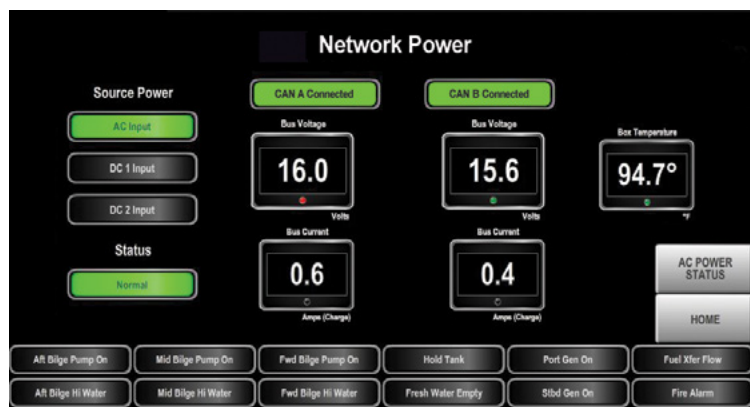 Network Power
Source Power
AC Input
DC 1 Input
DC 2 Input
Status
Normal
CAN A Connected
Bus Voltage
16.0
Volts
Bus Current
0.6
Amps (Charge)
CAN B Connected
Bus Voltage
15.6
Volts
Bus Current
0.4
Amps (Charge)
Box Temperature
94.7°
°F
AC POWER
STATUS
HOME
Aft Bilge Pump On
Mid Bilge Pump On
Fwd Bilge Pump On
Hold Tank
Port Gen On
Fuel Xfer Flow
Aft Bilge Hi Water
Mid Bilge Hi Water
Fwd Bilge Hi Water
Fresh Water Empty
Stbd Gen On
Fire Alarm